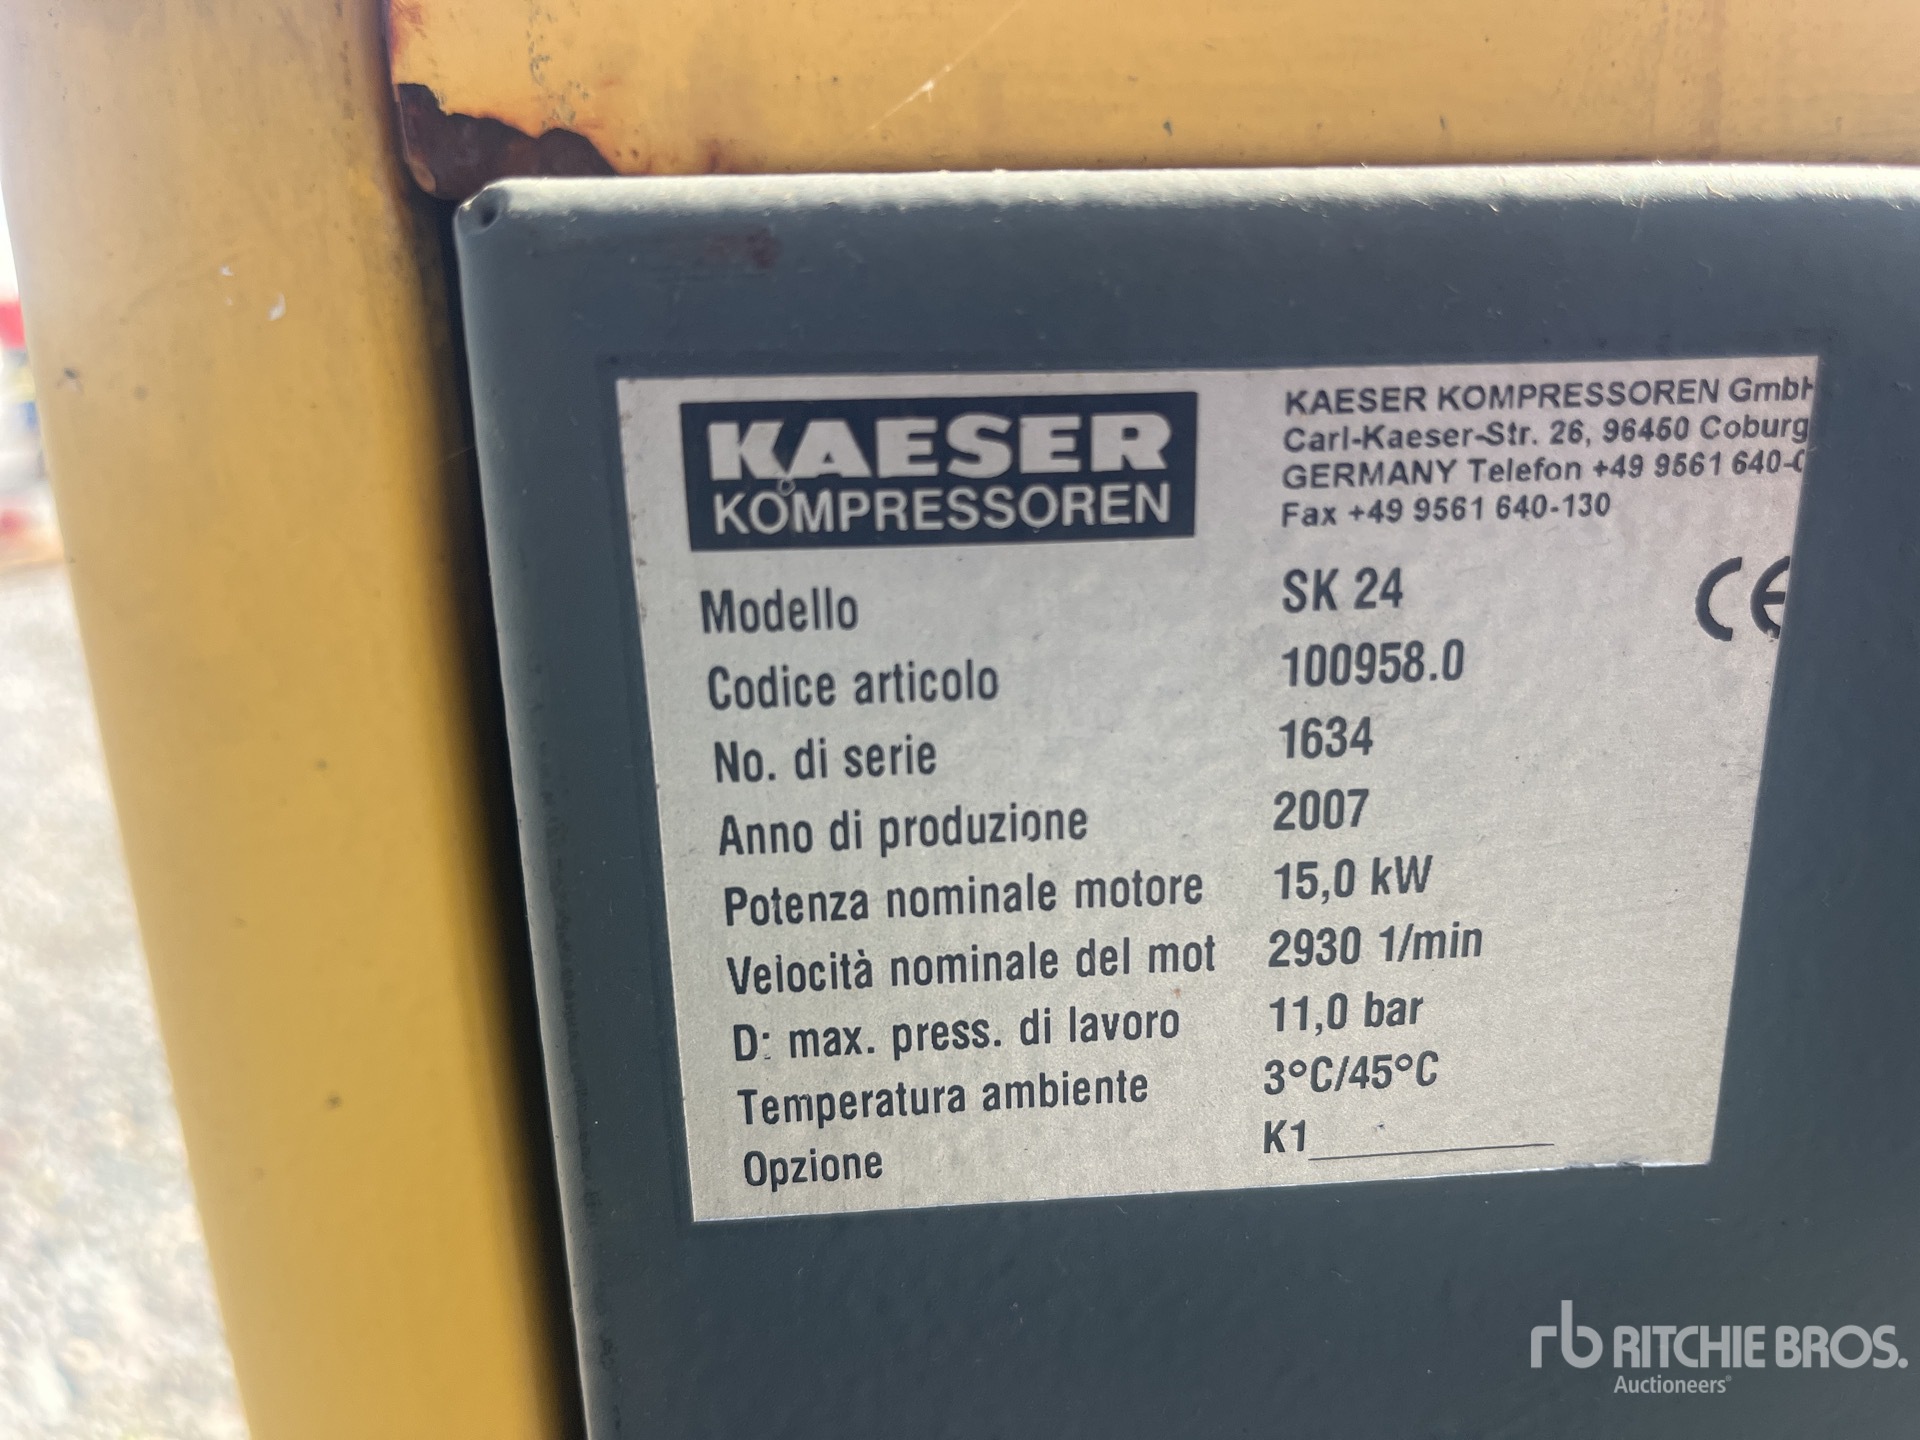 KAESER
KOMPRESSOREN
KAESER KOMPRESSOREN GmbH
Carl-Kaeser-Str. 26, 96450 Coburg
GERMANY Telefon +49 9561 640-0
Fax +49 9561 640-130
CE
Modello SK 24
Codice articolo 100958.0
No. di serie 1634
Anno di produzione 2007
Potenza nominale motore 15,0 kW
Velocità nominale del mot 2930 1/min
D: max. press. di lavoro 11,0 bar
Temperatura ambiente 3°C/45°C
Opzione K1
rb RITCHIE BROS.
Auctioneers